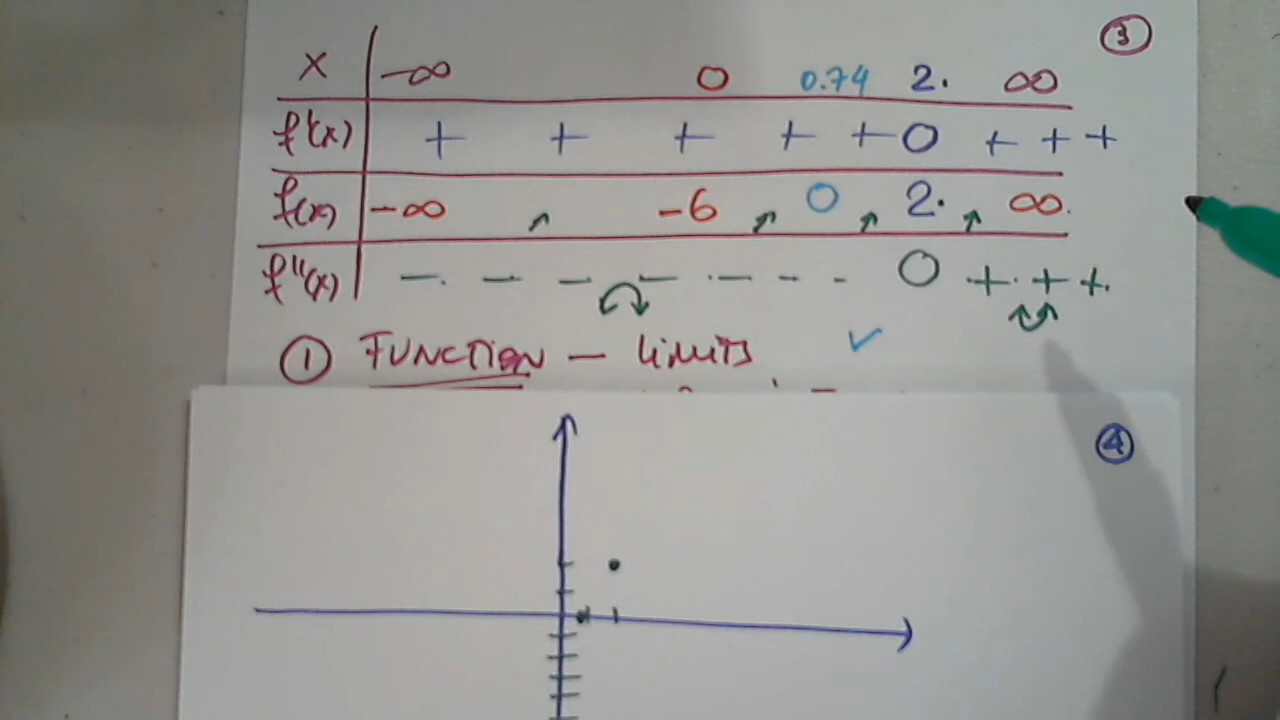 ③
x -∞ 0 0.74 2. ∞
f'(x) + + + + + 0 + + +
f(x) -∞ ↗ -6 ↗ 0 ↗ 2. ↗ ∞.
f''(x) - - - - - - - 0 + + +
① FUNCTION - limits ✓
④